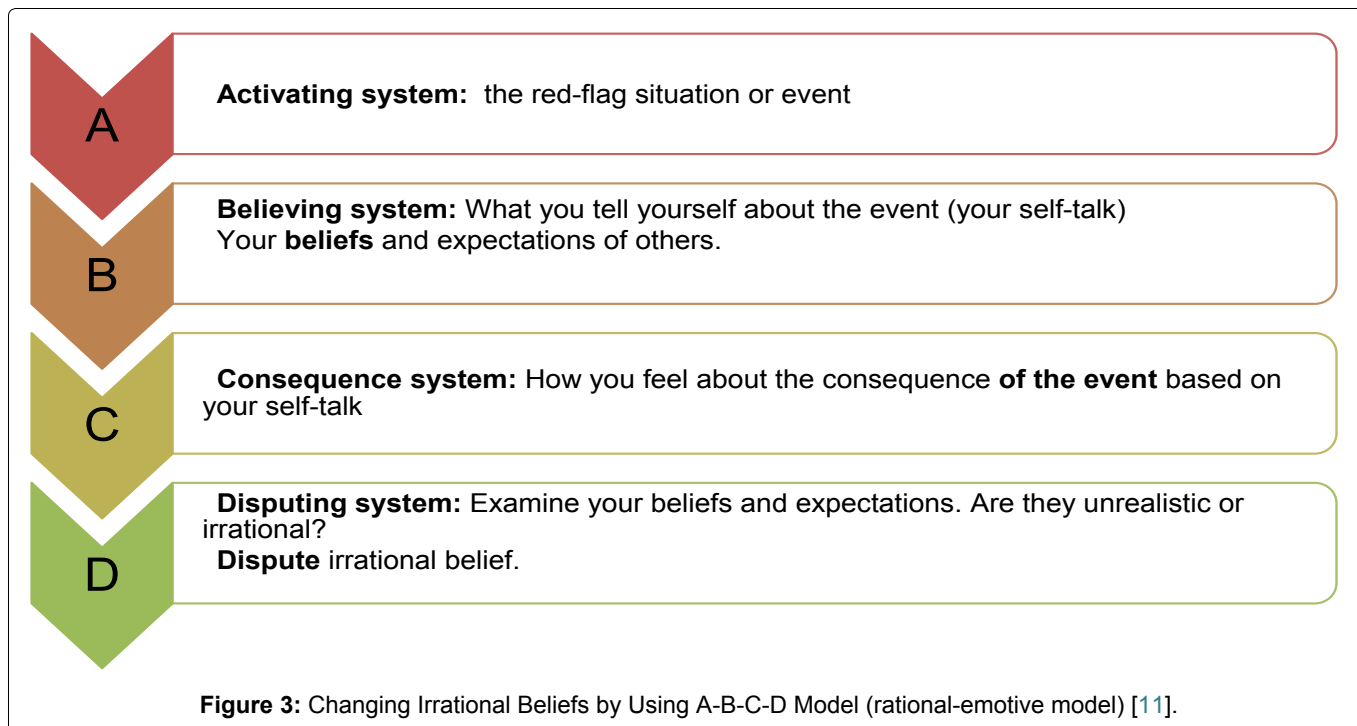 A
Activating system: the red-flag situation or event
B
Believing system: What you tell yourself about the event (your self-talk)
Your beliefs and expectations of others.
C
Consequence system: How you feel about the consequence of the event based on
your self-talk
D
Disputing system: Examine your beliefs and expectations. Are they unrealistic or
irrational?
Dispute irrational belief.
Figure 3: Changing Irrational Beliefs by Using A-B-C-D Model (rational-emotive model) [11].